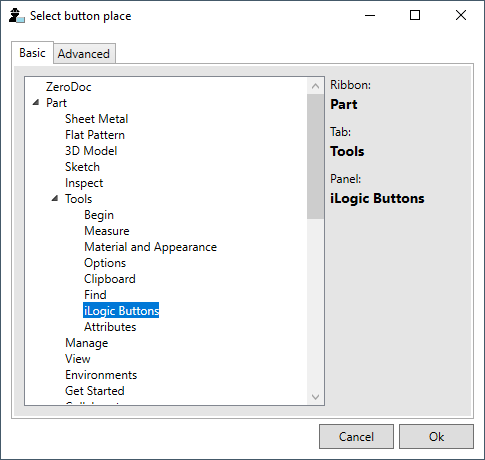 Select button place
Basic
Advanced
ZeroDoc
Part
Sheet Metal
Flat Pattern
3D Model
Sketch
Inspect
Tools
Begin
Measure
Material and Appearance
Options
Clipboard
Find
iLogic Buttons
Attributes
Manage
View
Environments
Get Started
Ribbon:
Part
Tab:
Tools
Panel:
iLogic Buttons
Cancel
Ok